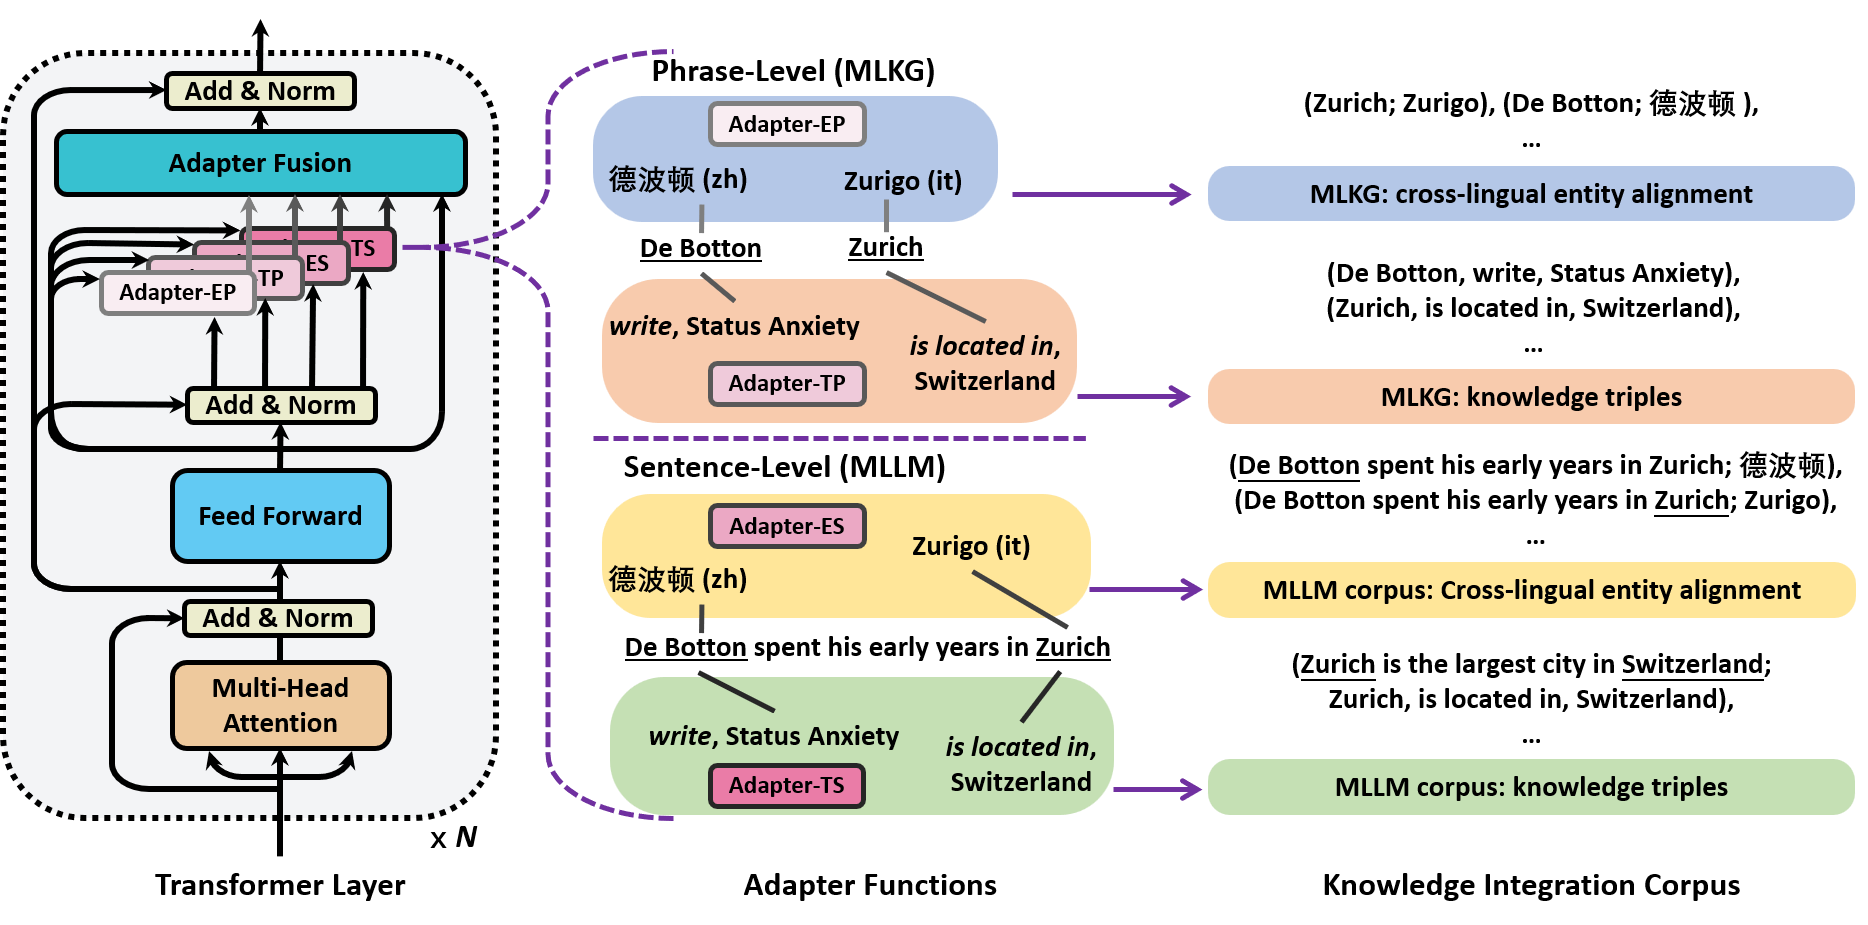 Add & Norm
Adapter Fusion
TS
ES
TP
Adapter-EP
Add & Norm
Feed Forward
Add & Norm
Multi-Head
Attention
x N
Transformer Layer
Phrase-Level (MLKG)
Adapter-EP
德波顿 (zh)
Zurigo (it)
De Botton
Zurich
write, Status Anxiety
is located in,
Switzerland
Adapter-TP
Sentence-Level (MLLM)
Adapter-ES
Zurigo (it)
德波顿 (zh)
De Botton spent his early years in Zurich
write, Status Anxiety
is located in,
Switzerland
Adapter-TS
Adapter Functions
(Zurich; Zurigo), (De Botton; 德波顿 ),
...
MLKG: cross-lingual entity alignment
(De Botton, write, Status Anxiety),
(Zurich, is located in, Switzerland),
...
MLKG: knowledge triples
(De Botton spent his early years in Zurich; 德波顿),
(De Botton spent his early years in Zurich; Zurigo),
...
MLLM corpus: Cross-lingual entity alignment
(Zurich is the largest city in Switzerland;
Zurich, is located in, Switzerland),
...
MLLM corpus: knowledge triples
Knowledge Integration Corpus